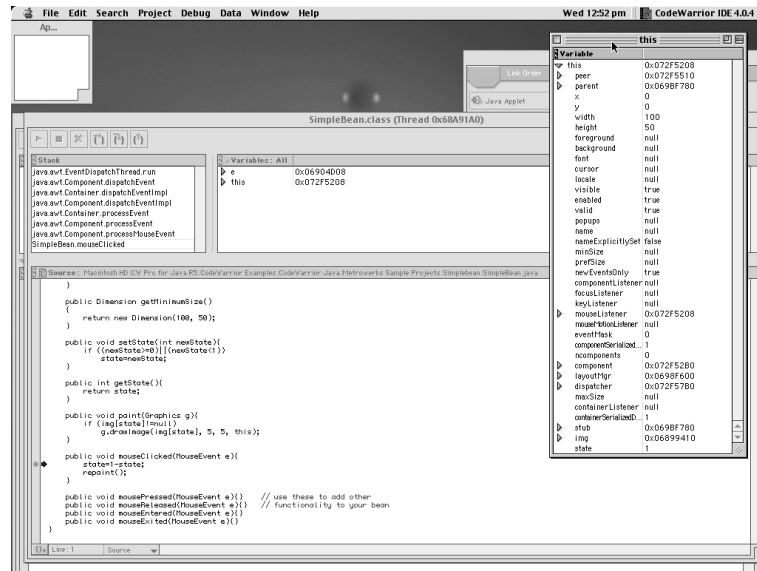 File Edit Search Project Debug Data Window Help
Wed 12:52 pm
CodeWarrior IDE 4.0.4
Ap...
Link Order
Java Applet
SimpleBean.class (Thread 0x68A91A0)
Stack
java.awt.EventDispatchThread.run
java.awt.Component.dispatchEvent
java.awt.Container.dispatchEventImpl
java.awt.Component.dispatchEventImpl
java.awt.Container.processEvent
java.awt.Component.processEvent
java.awt.Component.processMouseEvent
SimpleBean.mouseClicked
Variables: All
e 0x06904D08
this 0x072F5208
Source: Macintosh HD:CW Pro for Java R5:CodeWarrior Examples:CodeWarrior Java:Metrowerks Sample Projects:Simplebean:SimpleBean.java
}
public Dimension getMinimumSize()
{
return new Dimension(100, 50);
}
public void setState(int newState){
if ((newState>=0)||(newState<1))
state=newState;
}
public int getState(){
return state;
}
public void paint(Graphics g){
if (img[state]!=null)
g.drawImage(img[state], 5, 5, this);
}
public void mouseClicked(MouseEvent e){
state=1-state;
repaint();
}
public void mousePressed(MouseEvent e){} // use these to add other
public void mouseReleased(MouseEvent e){} // functionality to your bean
public void mouseEntered(MouseEvent e){}
public void mouseExited(MouseEvent e){}
}
Line: 1 Source
this
Variable
this 0x072F5208
peer 0x072F5510
parent 0x069BF780
x 0
y 0
width 100
height 50
foreground null
background null
font null
cursor null
locale null
visible true
enabled true
valid true
popups null
name null
nameExplicitlySet false
minSize null
prefSize null
newEventsOnly true
componentListener null
focusListener null
keyListener null
mouseListener 0x072F5208
mouseMotionListener null
eventMask 0
componentSerialized... 1
ncomponents 0
component 0x072F52B0
layoutMgr 0x0698F600
dispatcher 0x072F57B0
maxSize null
containerListener null
containerSerializedD... 1
stub 0x069BF780
img 0x06899410
state 1